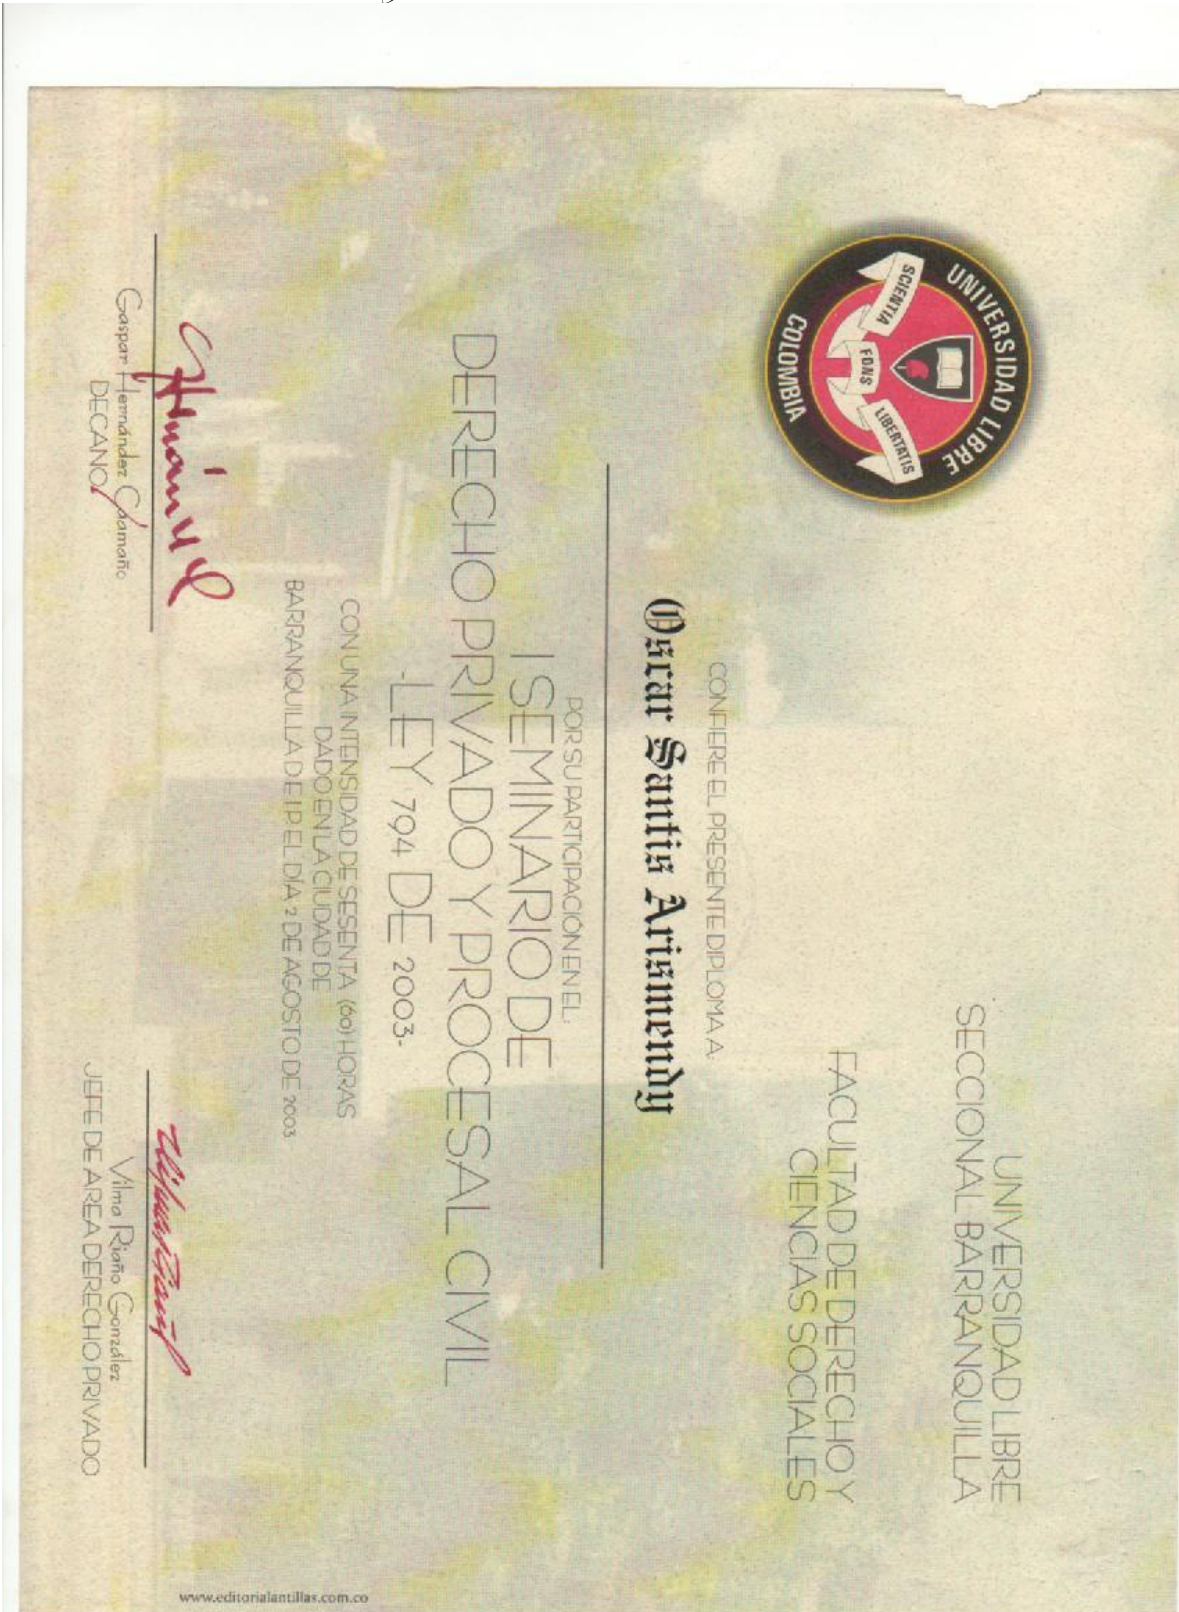 UNIVERSIDAD LIBRE
COLOMBIA
SCIENTIA
FONS
LIBERTATIS
UNIVERSIDAD LIBRE
SECCIONAL BARRANQUILLA
FACULTAD DE DERECHO Y
CIENCIAS SOCIALES
CONFIERE EL PRESENTE DIPLOMA A:
Oscar Santis Arismendy
POR SU PARTICIPACIÓN EN EL:
I SEMINARIO DE
DERECHO PRIVADO Y PROCESAL CIVIL
-LEY 794 DE 2003-
CON UNA INTENSIDAD DE SESENTA (60) HORAS
DADO EN LA CIUDAD DE
BARRANQUILLA D.E I.P. EL DÍA 2 DE AGOSTO DE 2003
Gaspar Hernández Caamaño
DECANO
Vilma Riaño González
JEFE DE AREA DERECHO PRIVADO
www.editorialantillas.com.co